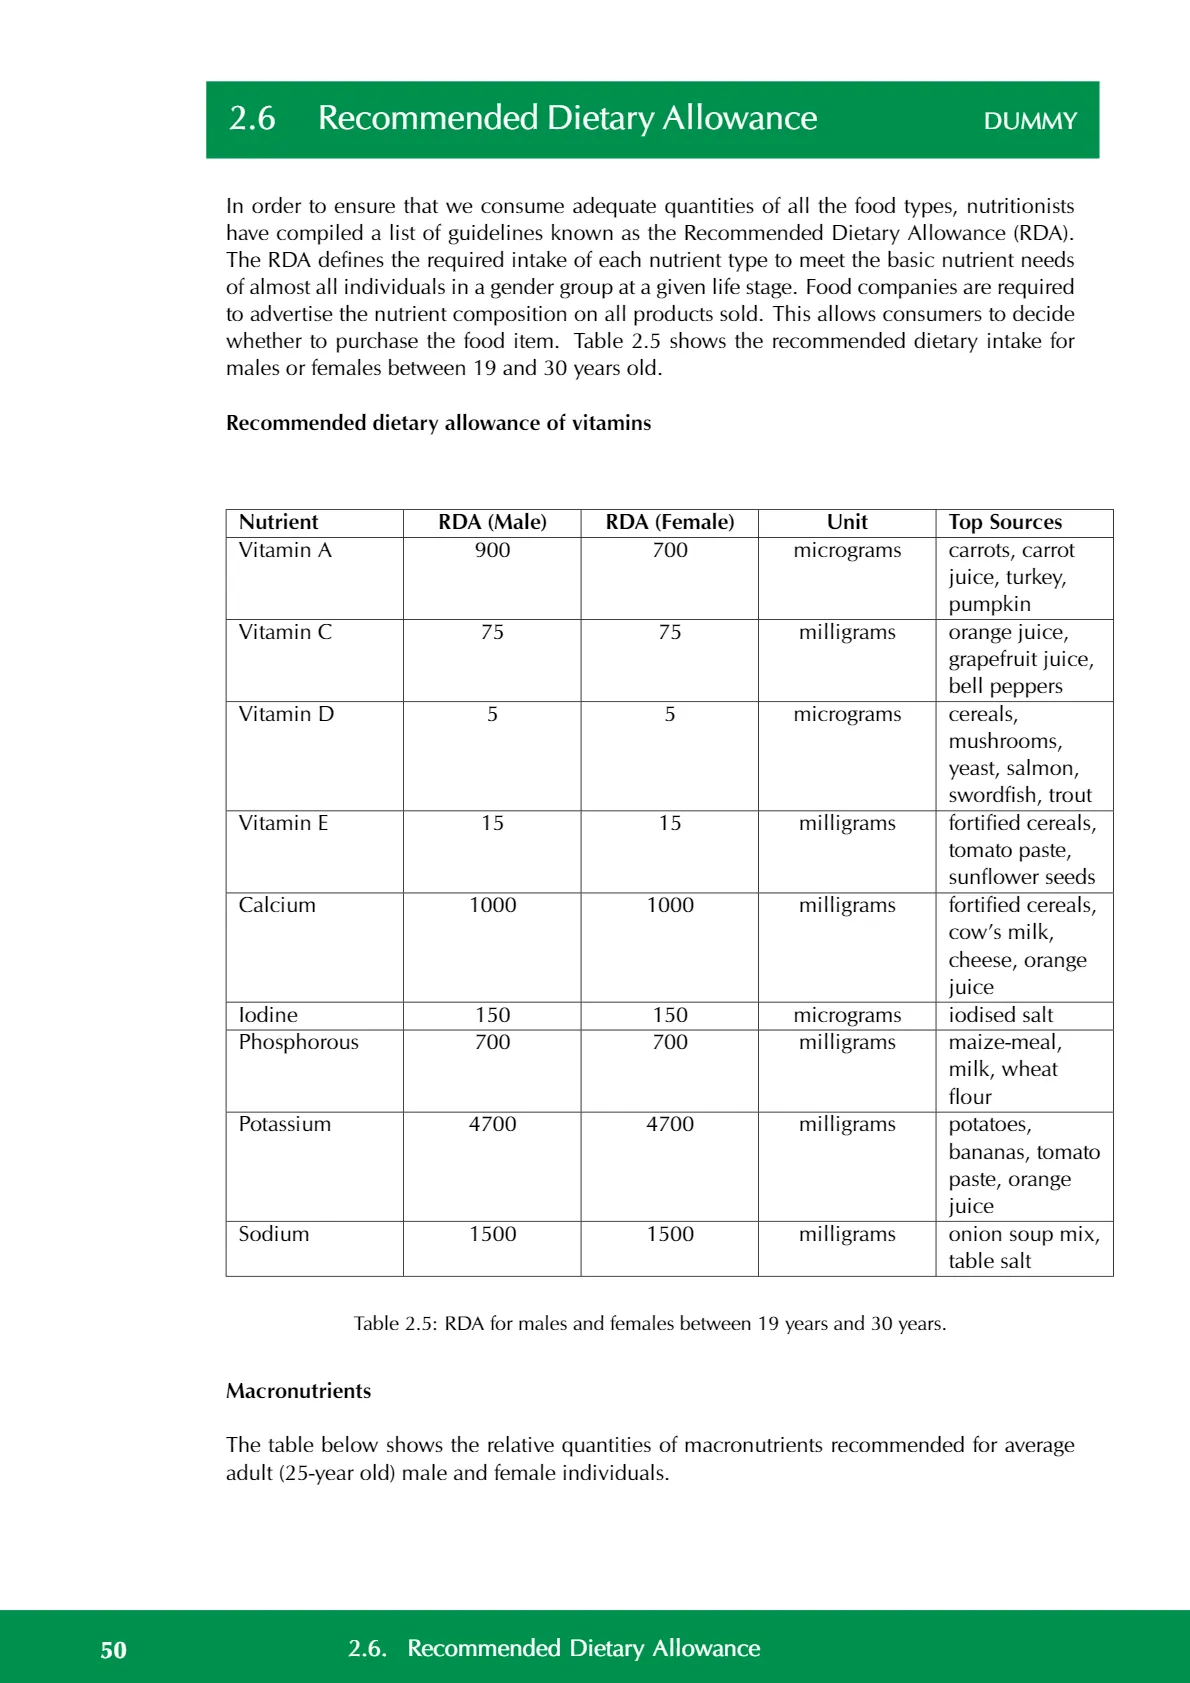 2.6 Recommended Dietary Allowance DUMMY
In order to ensure that we consume adequate quantities of all the food types, nutritionists
have compiled a list of guidelines known as the Recommended Dietary Allowance (RDA).
The RDA defines the required intake of each nutrient type to meet the basic nutrient needs
of almost all individuals in a gender group at a given life stage. Food companies are required
to advertise the nutrient composition on all products sold. This allows consumers to decide
whether to purchase the food item. Table 2.5 shows the recommended dietary intake for
males or females between 19 and 30 years old.
Recommended dietary allowance of vitamins
Nutrient RDA (Male) RDA (Female) Unit Top Sources
Vitamin A 900 700 micrograms carrots, carrot
juice, turkey,
pumpkin
Vitamin C 75 75 milligrams orange juice,
grapefruit juice,
bell peppers
Vitamin D 5 5 micrograms cereals,
mushrooms,
yeast, salmon,
swordfish, trout
Vitamin E 15 15 milligrams fortified cereals,
tomato paste,
sunflower seeds
Calcium 1000 1000 milligrams fortified cereals,
cow's milk,
cheese, orange
juice
Iodine 150 150 micrograms iodised salt
Phosphorous 700 700 milligrams maize-meal,
milk, wheat
flour
Potassium 4700 4700 milligrams potatoes,
bananas, tomato
paste, orange
juice
Sodium 1500 1500 milligrams onion soup mix,
table salt
Table 2.5: RDA for males and females between 19 years and 30 years.
Macronutrients
The table below shows the relative quantities of macronutrients recommended for average
adult (25-year old) male and female individuals.
50 2.6. Recommended Dietary Allowance